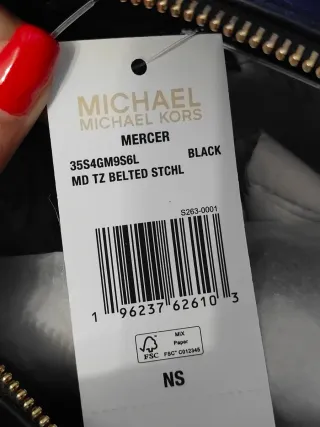 MICHAEL
MICHAEL KORS
MERCER
35S4GM9S6L BLACK
MD TZ BELTED STCHL
S263-0001
1 96237 62610 3
FSC
MIX
Paper
FSC® C012345
NS